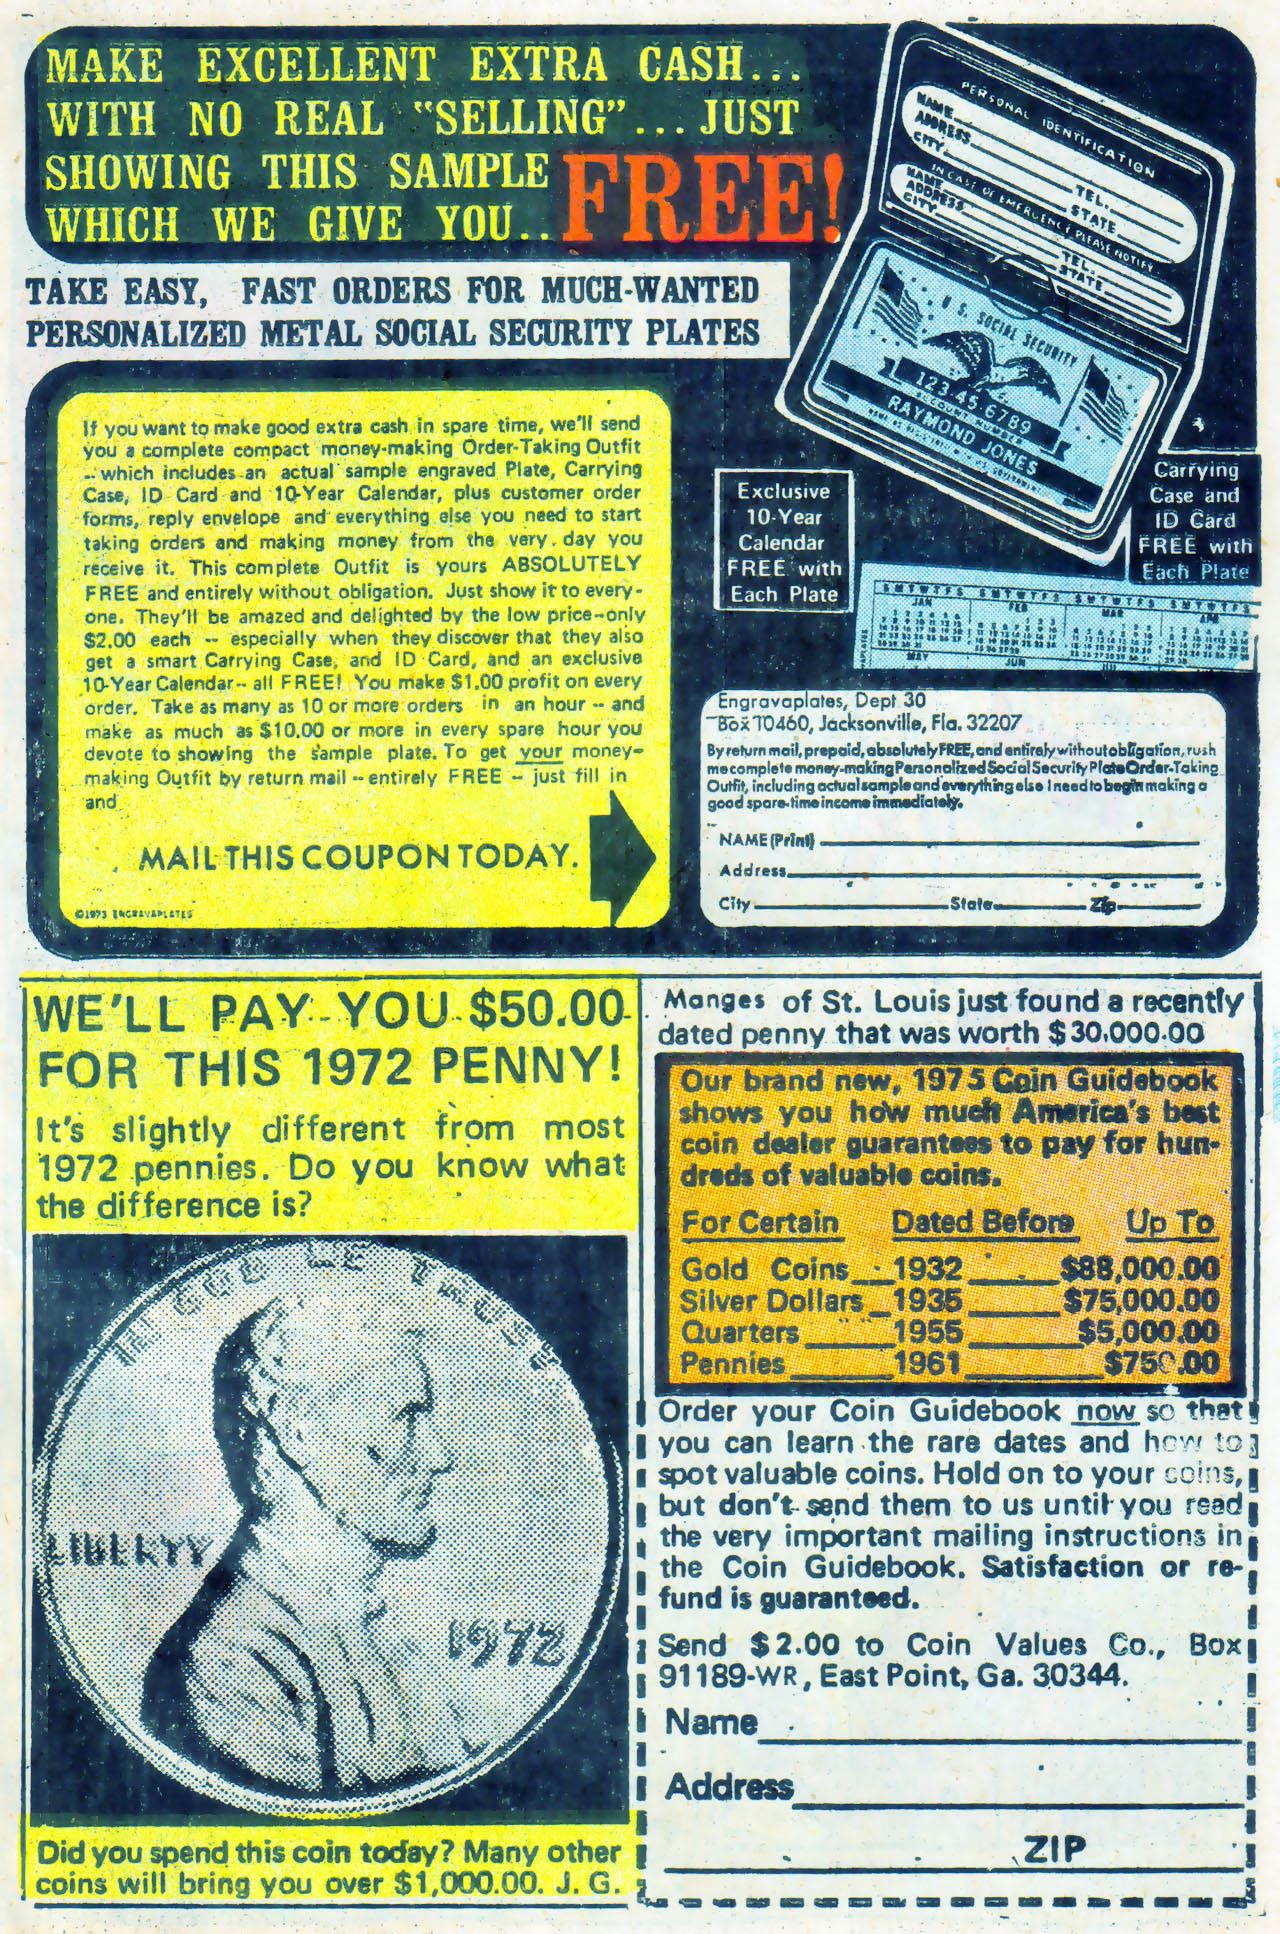 MAKE EXCELLENT EXTRA CASH...
WITH NO REAL "SELLING"...JUST
SHOWING THIS SAMPLE
WHICH WE GIVE YOU.. FREE!
TAKE EASY, FAST ORDERS FOR MUCH-WANTED
PERSONALIZED METAL SOCIAL SECURITY PLATES
PERSONAL IDENTIFICATION
NAME
ADDRESS
CITY. TEL.
STATE
IN CASE OF EMERGENCY PLEASE NOTIFY
NAME
ADDRESS
CITY. TEL.
STATE
U. S. SOCIAL SECURITY
123-45-6789
ACCOUNT NUMBER
RAYMOND JONES
If you want to make good extra cash in spare time, we'll send
you a complete compact money-making Order-Taking Outfit
-- which includes an actual sample engraved Plate, Carrying
Case, ID Card and 10-Year Calendar, plus customer order
forms, reply envelope and everything else you need to start
taking orders and making money from the very day you
receive it. This complete Outfit is yours ABSOLUTELY
FREE and entirely without obligation. Just show it to every-
one. They'll be amazed and delighted by the low price--only
$2.00 each -- especially when they discover that they also
get a smart Carrying Case, and ID Card, and an exclusive
10-Year Calendar-- all FREE! You make $1.00 profit on every
order. Take as many as 10 or more orders in an hour -- and
make as much as $10.00 or more in every spare hour you
devote to showing the sample plate. To get your money-
making Outfit by return mail -- entirely FREE -- just fill in
and
MAIL THIS COUPON TODAY.
©1973 ENGRAVAPLATES
Exclusive
10-Year
Calendar
FREE with
Each Plate
Carrying
Case and
ID Card
FREE with
Each Plate
S M T W T F S S M T W T F S S M T W T F S S M T W T F S
JAN FEB MAR APR
MAY JUN JUL
Engravaplates, Dept 30
Box 10460, Jacksonville, Fla. 32207
By return mail, prepaid, absolutely FREE, and entirely without obligation, rush
me complete money-making Personalized Social Security Plate Order-Taking
Outfit, including actual sample and everything else I need to begin making a
good spare-time income immediately.
NAME (Print)
Address
City State Zip
WE'LL PAY YOU $50.00
FOR THIS 1972 PENNY!
It's slightly different from most
1972 pennies. Do you know what
the difference is?
LIBERTY
1972
Did you spend this coin today? Many other
coins will bring you over $1,000.00. J. G.
Manges of St. Louis just found a recently
dated penny that was worth $30,000.00
Our brand new, 1975 Coin Guidebook
shows you how much America's best
coin dealer guarantees to pay for hun-
dreds of valuable coins.
For Certain Dated Before Up To
Gold Coins 1932 $88,000.00
Silver Dollars 1935 $75,000.00
Quarters 1955 $5,000.00
Pennies 1961 $750.00
Order your Coin Guidebook now so that
you can learn the rare dates and how to
spot valuable coins. Hold on to your coins,
but don't send them to us until you read
the very important mailing instructions in
the Coin Guidebook. Satisfaction or re-
fund is guaranteed.
Send $2.00 to Coin Values Co., Box
91189-WR, East Point, Ga. 30344.
Name
Address
ZIP